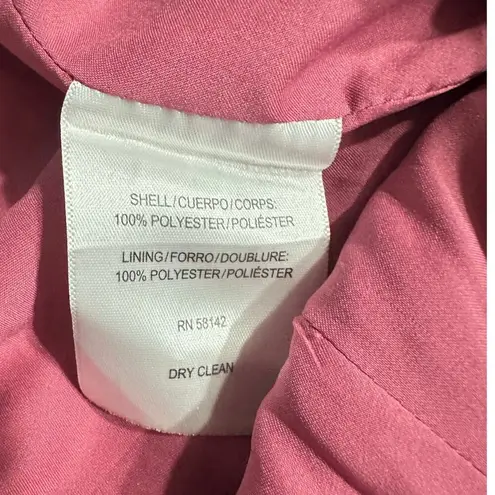 SHELL/CUERPO/CORPS:
100% POLYESTER/POLIÉSTER
LINING/FORRO/DOUBLURE:
100% POLYESTER/POLIÉSTER
RN 58142
DRY CLEAN